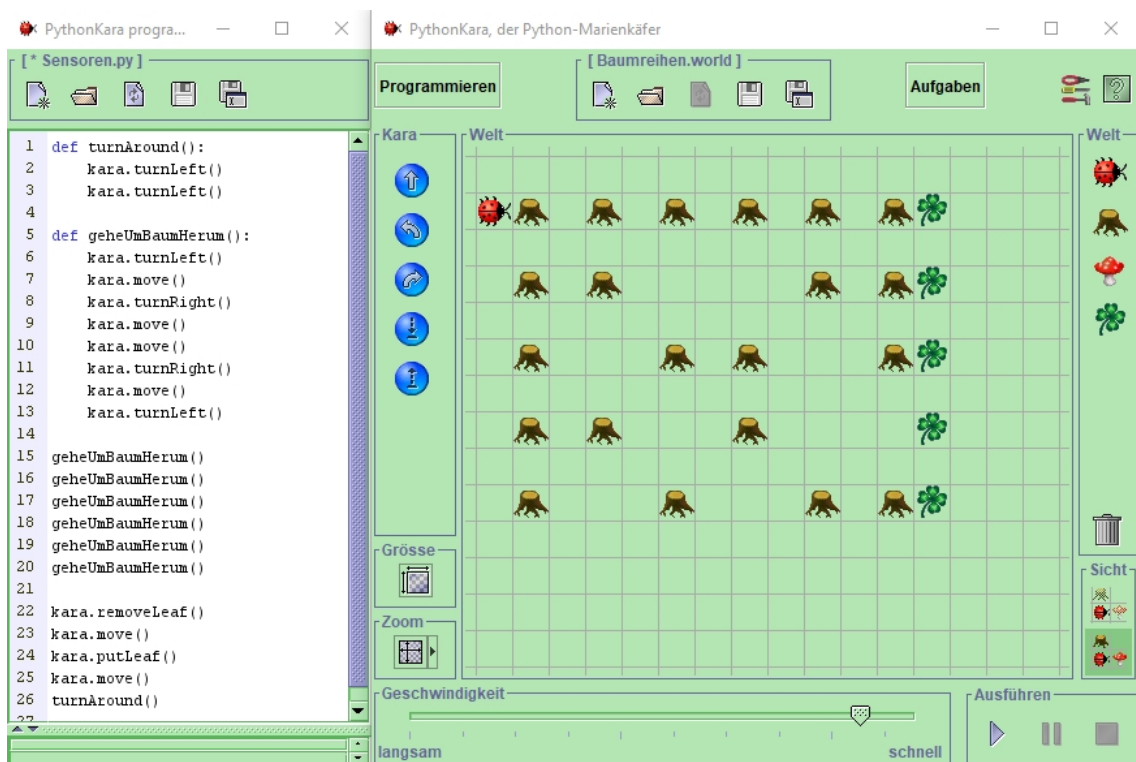 PythonKara progra...
[* Sensoren.py ]
1 def turnAround():
2 kara.turnLeft()
3 kara.turnLeft()
4
5 def geheUmBaumHerum():
6 kara.turnLeft()
7 kara.move()
8 kara.turnRight()
9 kara.move()
10 kara.move()
11 kara.turnRight()
12 kara.move()
13 kara.turnLeft()
14
15 geheUmBaumHerum()
16 geheUmBaumHerum()
17 geheUmBaumHerum()
18 geheUmBaumHerum()
19 geheUmBaumHerum()
20 geheUmBaumHerum()
21
22 kara.removeLeaf()
23 kara.move()
24 kara.putLeaf()
25 kara.move()
26 turnAround()
27
PythonKara, der Python-Marienkäfer
Programmieren
[ Baumreihen.world ]
Aufgaben
?
Kara
Welt
Welt
Grösse
Zoom
Sicht
Geschwindigkeit
langsam
schnell
Ausführen